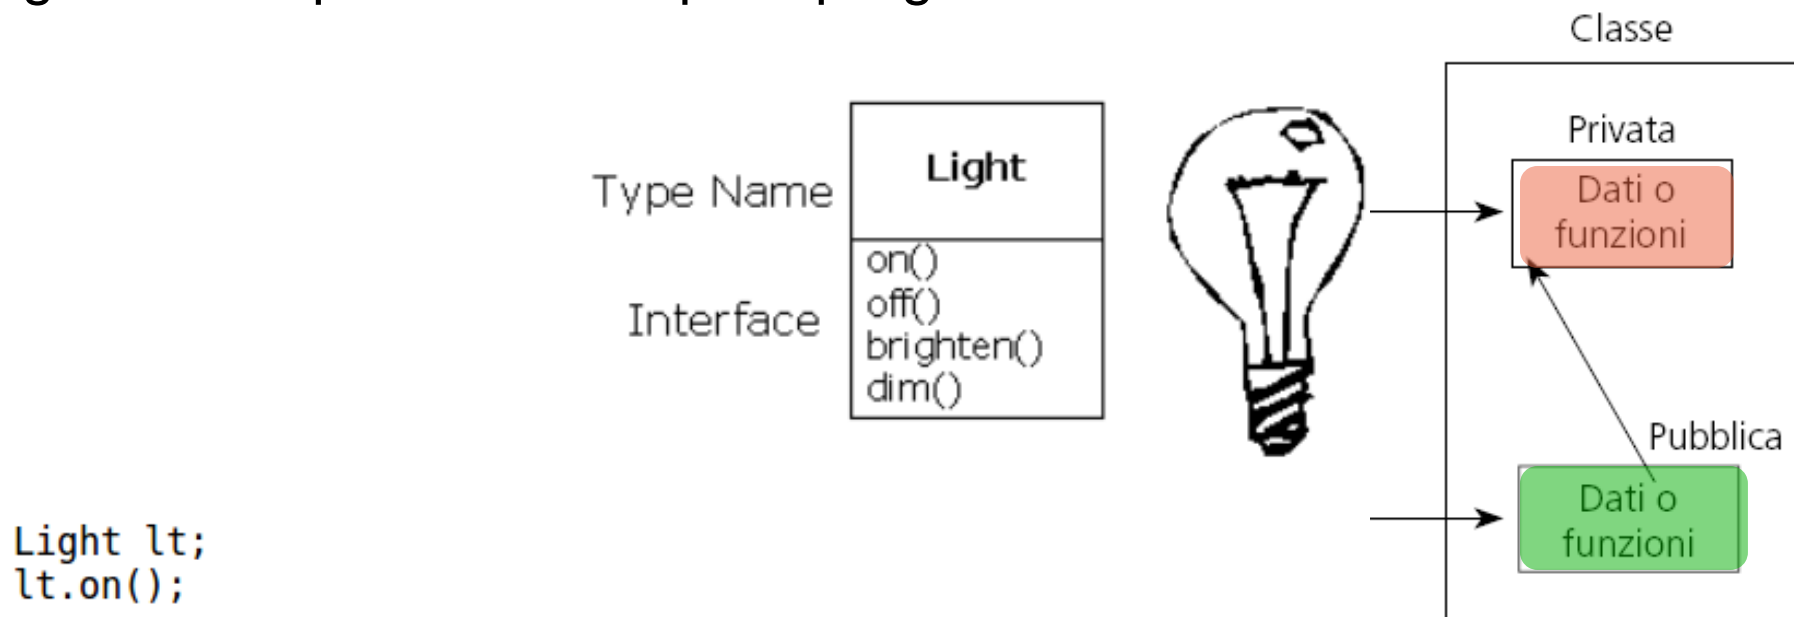 Classe
Privata
Dati o
funzioni
Type Name
Light
Interface
on()
off()
brighten()
dim()
Pubblica
Dati o
funzioni
Light lt;
lt.on();